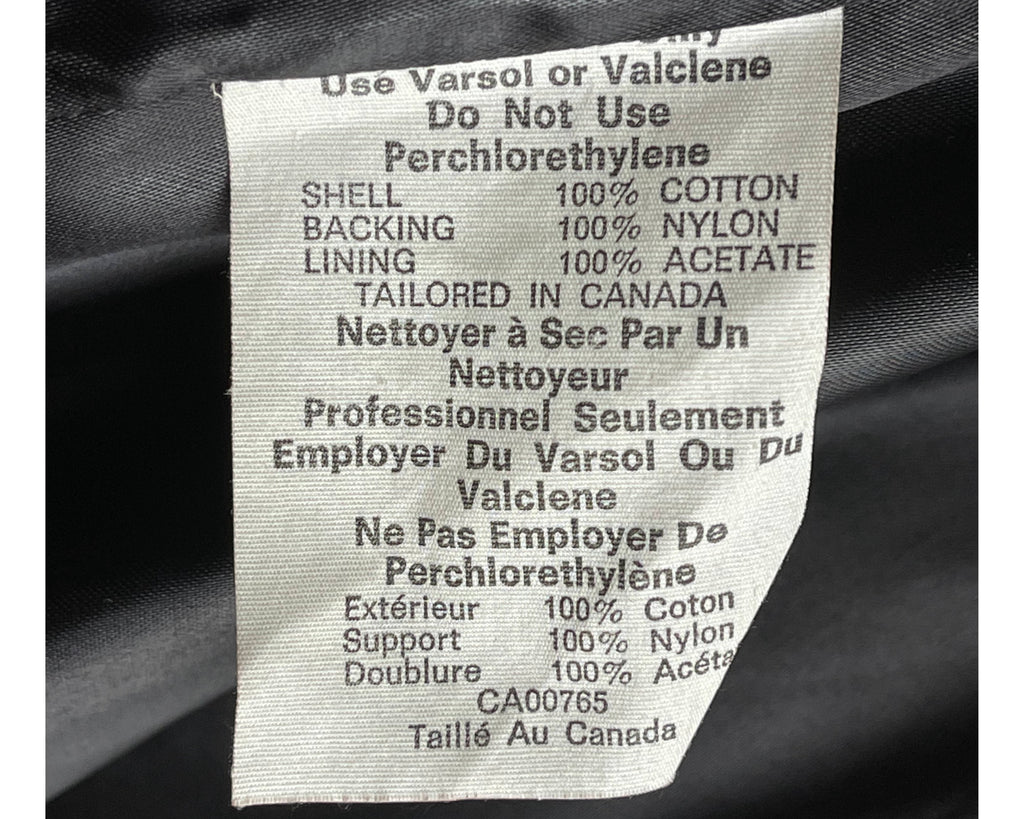 Use Varsol or Valclene
Do Not Use
Perchlorethylene
SHELL 100% COTTON
BACKING 100% NYLON
LINING 100% ACETATE
TAILORED IN CANADA
Nettoyer à Sec Par Un
Nettoyeur
Professionnel Seulement
Employer Du Varsol Ou Du
Valclene
Ne Pas Employer De
Perchlorethylène
Extérieur 100% Coton
Support 100% Nylon
Doublure 100% Acéta
CA00765
Taillé Au Canada